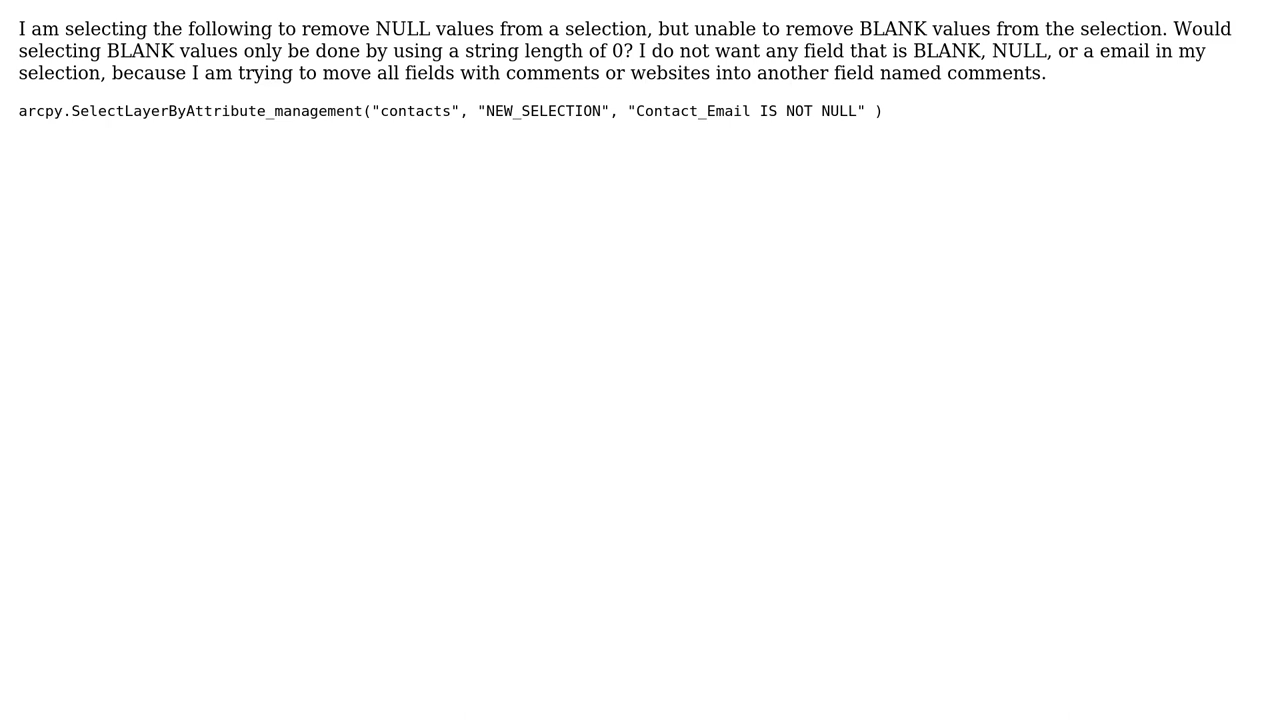 I am selecting the following to remove NULL values from a selection, but unable to remove BLANK values from the selection. Would
selecting BLANK values only be done by using a string length of 0? I do not want any field that is BLANK, NULL, or a email in my
selection, because I am trying to move all fields with comments or websites into another field named comments.
arcpy.SelectLayerByAttribute_management("contacts", "NEW_SELECTION", "Contact_Email IS NOT NULL" )